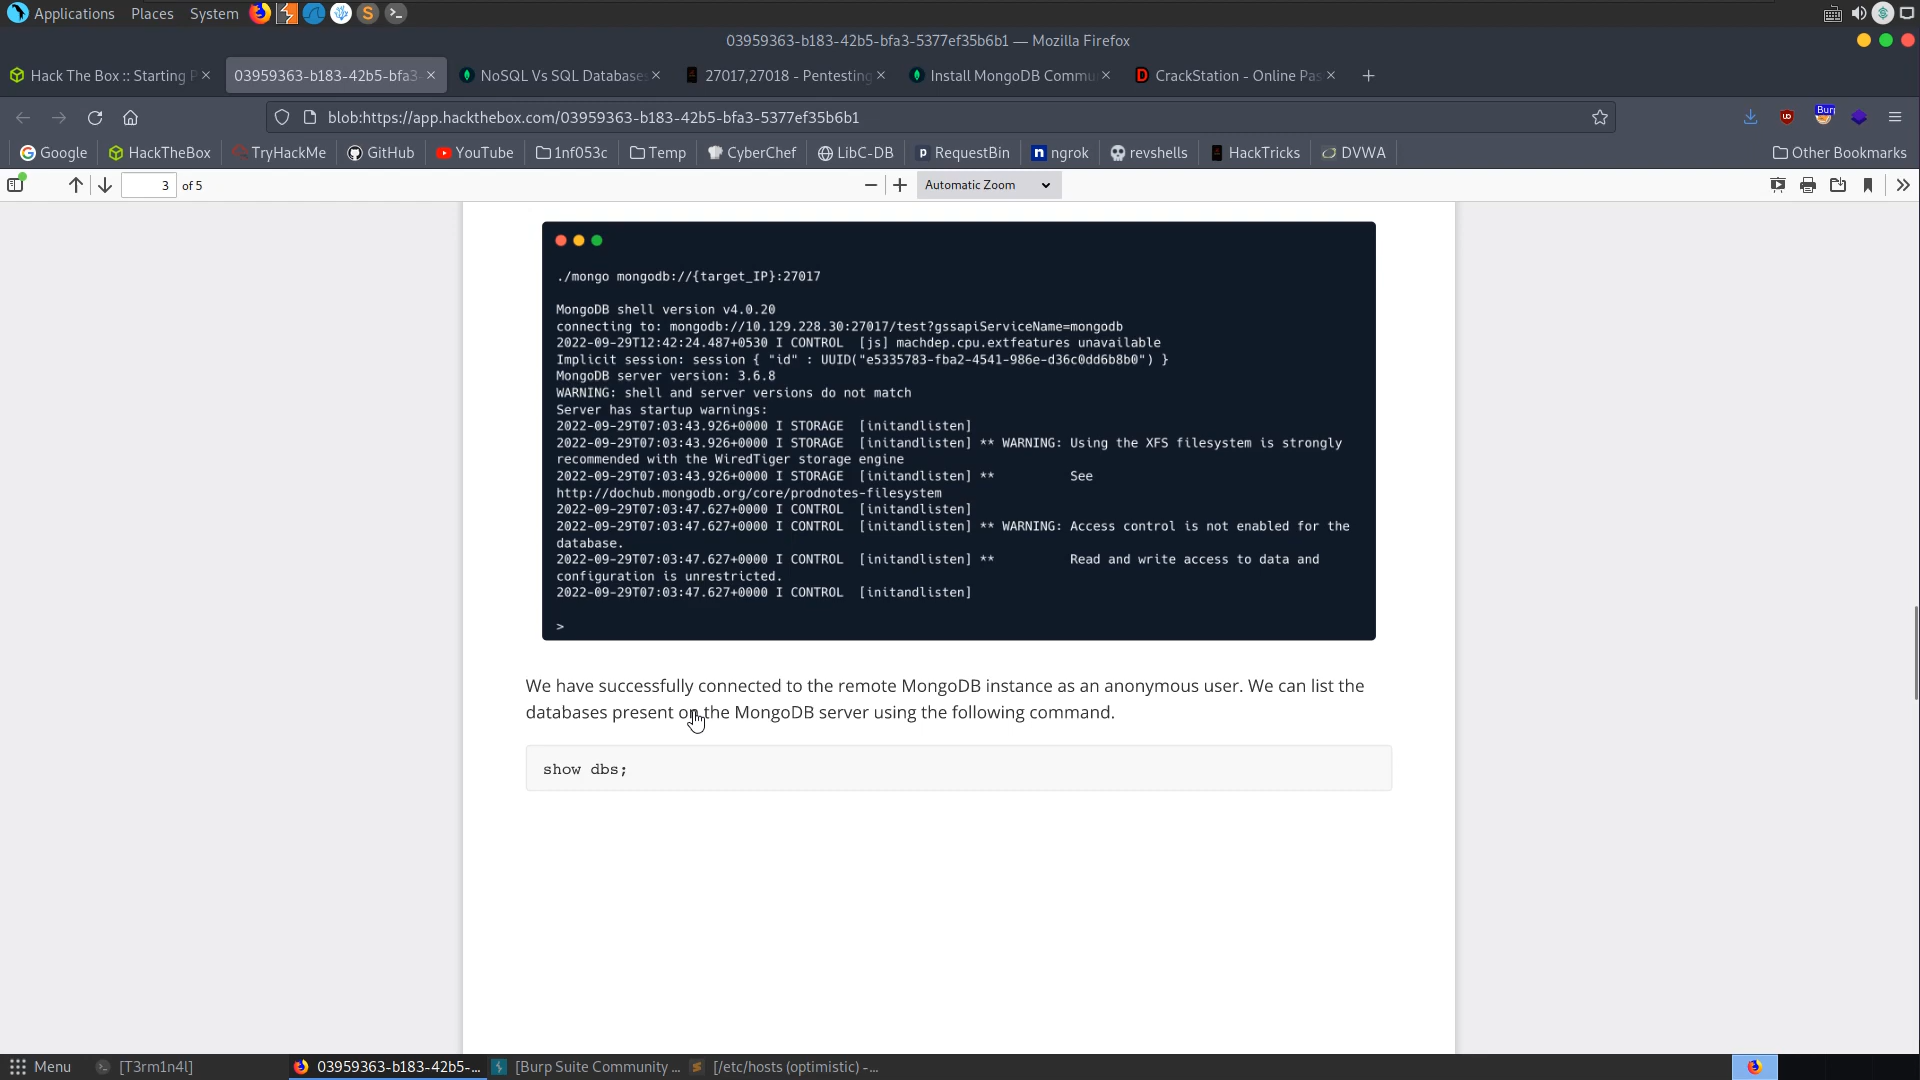 Applications Places System
03959363-b183-42b5-bfa3-5377ef35b6b1 — Mozilla Firefox
Hack The Box :: Starting P
03959363-b183-42b5-bfa3
NoSQL Vs SQL Databases
27017,27018 - Pentesting
Install MongoDB Commu
CrackStation - Online Pas
blob:https://app.hackthebox.com/03959363-b183-42b5-bfa3-5377ef35b6b1
Google HackTheBox TryHackMe GitHub YouTube 1nf053c Temp CyberChef LibC-DB RequestBin ngrok revshells HackTricks DVWA Other Bookmarks
3 of 5 Automatic Zoom
./mongo mongodb://{target_IP}:27017
MongoDB shell version v4.0.20
connecting to: mongodb://10.129.228.30:27017/test?gssapiServiceName=mongodb
2022-09-29T12:42:24.487+0530 I CONTROL [js] machdep.cpu.extfeatures unavailable
Implicit session: session { "id" : UUID("e5335783-fba2-4541-986e-d36c0dd6b8b0") }
MongoDB server version: 3.6.8
WARNING: shell and server versions do not match
Server has startup warnings:
2022-09-29T07:03:43.926+0000 I STORAGE [initandlisten]
2022-09-29T07:03:43.926+0000 I STORAGE [initandlisten] ** WARNING: Using the XFS filesystem is strongly
recommended with the WiredTiger storage engine
2022-09-29T07:03:43.926+0000 I STORAGE [initandlisten] ** See
http://dochub.mongodb.org/core/prodnotes-filesystem
2022-09-29T07:03:47.627+0000 I CONTROL [initandlisten]
2022-09-29T07:03:47.627+0000 I CONTROL [initandlisten] ** WARNING: Access control is not enabled for the
database.
2022-09-29T07:03:47.627+0000 I CONTROL [initandlisten] ** Read and write access to data and
configuration is unrestricted.
2022-09-29T07:03:47.627+0000 I CONTROL [initandlisten]
>
We have successfully connected to the remote MongoDB instance as an anonymous user. We can list the
databases present on the MongoDB server using the following command.
show dbs;
Menu [T3rm1n4l] 03959363-b183-42b5-... [Burp Suite Community ... [/etc/hosts (optimistic) -...